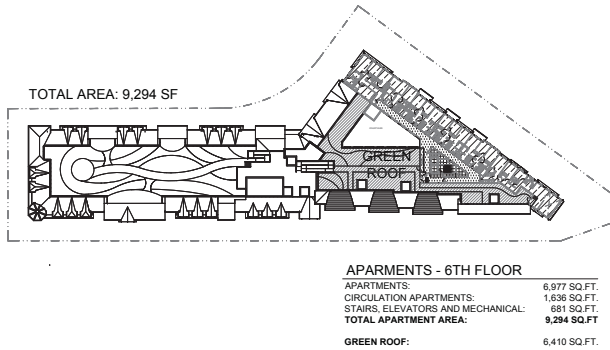 TOTAL AREA: 9,294 SF
GREEN
ROOF
APARMENTS - 6TH FLOOR
APARTMENTS: 6,977 SQ.FT.
CIRCULATION APARTMENTS: 1,636 SQ.FT.
STAIRS, ELEVATORS AND MECHANICAL: 681 SQ.FT.
TOTAL APARTMENT AREA: 9,294 SQ.FT
GREEN ROOF: 6,410 SQ.FT.